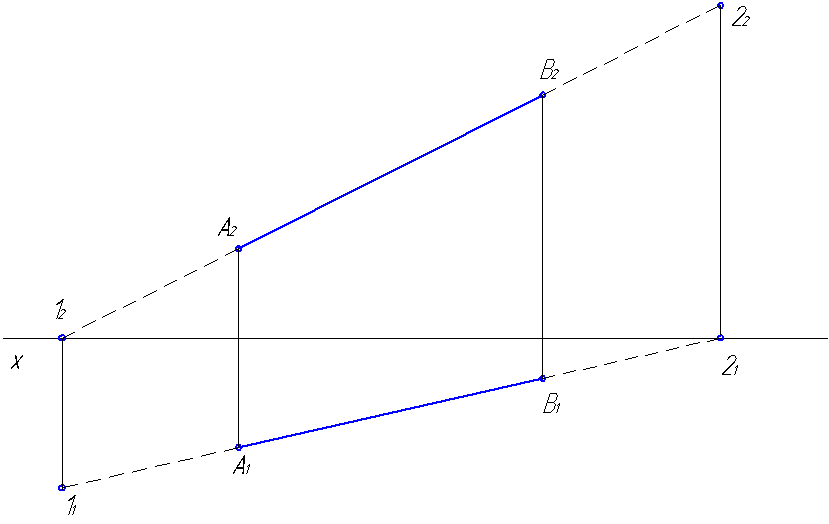 2₂
B₂
A₂
1₂
x
2₁
B₁
A₁
1₁